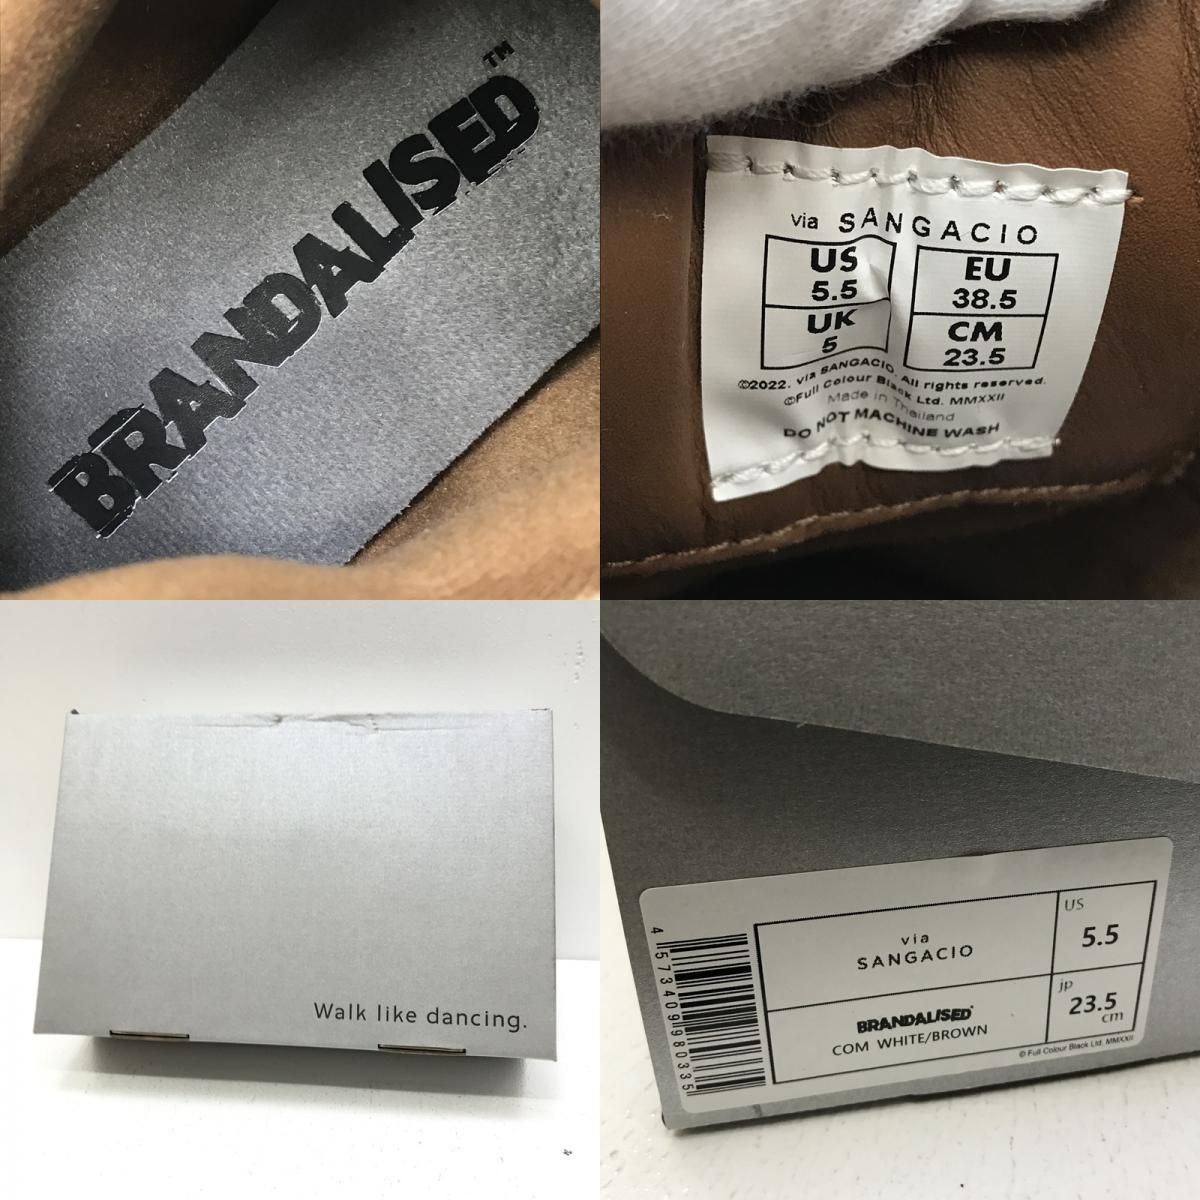 BRANDALISED™
via SANGACIO
US
5.5
UK
5
EU
38.5
CM
23.5
©2022. via SANGACIO. All rights reserved.
©Full Colour Black Ltd. MMXXII
Made in Thailand
DO NOT MACHINE WASH
Walk like dancing.
4573409980335
via
SANGACIO
US
5.5
BRANDALISED
COM WHITE/BROWN
jp
23.5
cm
© Full Colour Black Ltd. MMXXII